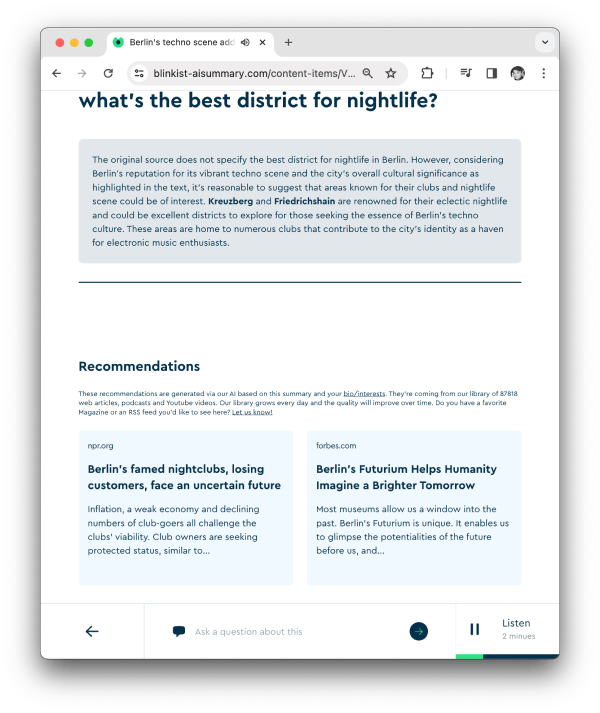 Berlin's techno scene add
blinkist-aisummary.com/content-items/V...
what's the best district for nightlife?
The original source does not specify the best district for nightlife in Berlin. However, considering
Berlin's reputation for its vibrant techno scene and the city's overall cultural significance as
highlighted in the text, it's reasonable to suggest that areas known for their clubs and nightlife
scene could be of interest. Kreuzberg and Friedrichshain are renowned for their eclectic nightlife
and could be excellent districts to explore for those seeking the essence of Berlin's techno
culture. These areas are home to numerous clubs that contribute to the city's identity as a haven
for electronic music enthusiasts.
Recommendations
These recommendations are generated via our AI based on this summary and your bio/interests. They're coming from our library of 87818
web articles, podcasts and Youtube videos. Our library grows every day and the quality will improve over time. Do you have a favorite
Magazine or an RSS feed you'd like to see here? Let us know!
npr.org
Berlin's famed nightclubs, losing
customers, face an uncertain future
Inflation, a weak economy and declining
numbers of club-goers all challenge the
clubs' viability. Club owners are seeking
protected status, similar to...
forbes.com
Berlin's Futurium Helps Humanity
Imagine a Brighter Tomorrow
Most museums allow us a window into the
past. Berlin's Futurium is unique. It enables us
to glimpse the potentialities of the future
before us, and...
Ask a question about this
Listen
2 minues